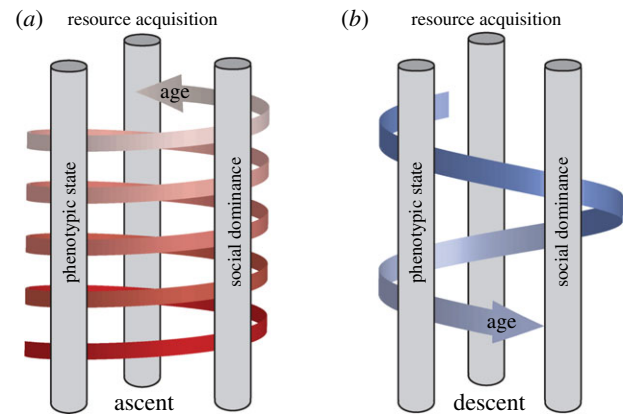 (a)
resource acquisition
age
phenotypic state
social dominance
ascent
(b)
resource acquisition
phenotypic state
social dominance
age
descent